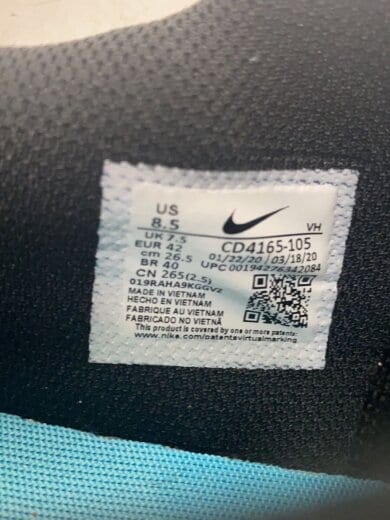 US
8.5
VH
UK 7.5
CD4165-105
EUR 42
01/22/20 / 03/18/20
cm 26.5
UPC 00194276342084
BR 40
CN 265(2.5)
019RAHA9KGGVZ
MADE IN VIETNAM
HECHO EN VIETNAM
FABRIQUE AU VIETNAM
FABRICADO NO VIETNÃ
This product is covered by one or more patents.
www.nike.com/patentsvirtualmarking